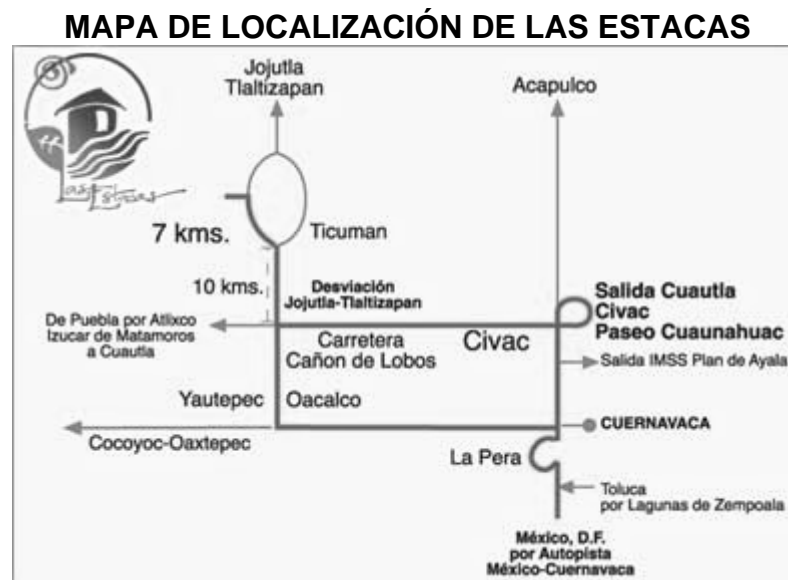 MAPA DE LOCALIZACIÓN DE LAS ESTACAS
Jojutla
Tlaltizapan
Acapulco
Las Estacas
7 kms.
Ticuman
10 kms.
Desviación
Jojutla-Tlaltizapan
Salida Cuautla
Civac
Paseo Cuaunahuac
De Puebla por Atlixco
Izucar de Matamoros
a Cuautla
Carretera
Cañon de Lobos
Civac
Salida IMSS Plan de Ayala
Yautepec
Oacalco
CUERNAVACA
Cocoyoc-Oaxtepec
La Pera
Toluca
por Lagunas de Zempoala
México, D.F.
por Autopista
México-Cuernavaca